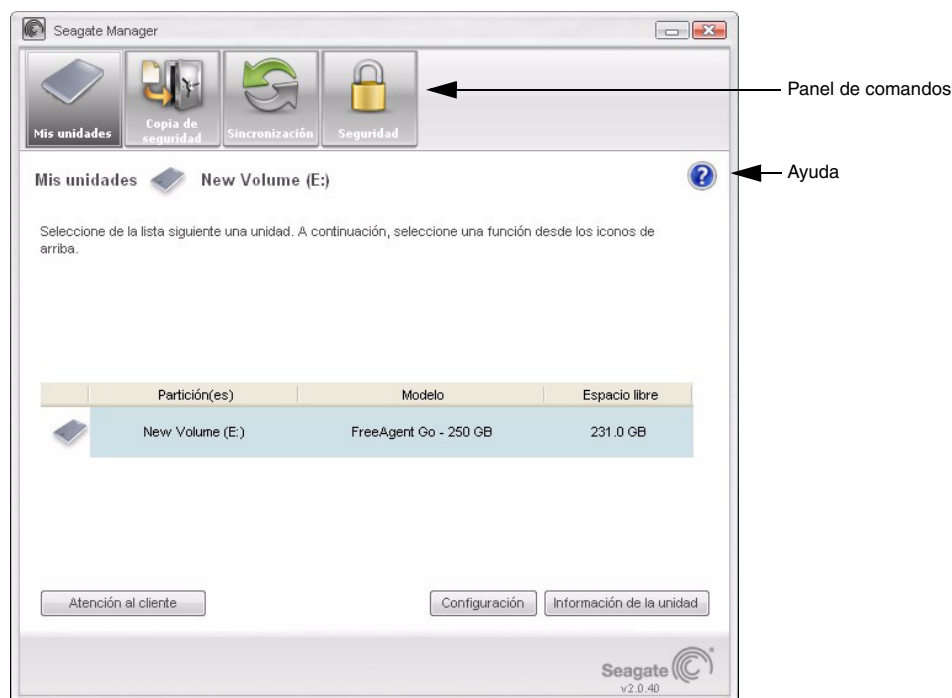 Seagate Manager
Mis unidades
Copia de
seguridad
Sincronización
Seguridad
Panel de comandos
Mis unidades New Volume (E:)
?
Ayuda
Seleccione de la lista siguiente una unidad. A continuación, seleccione una función desde los iconos de
arriba.
Partición(es) Modelo Espacio libre
New Volume (E:) FreeAgent Go - 250 GB 231.0 GB
Atención al cliente Configuración Información de la unidad
Seagate
v2.0.40